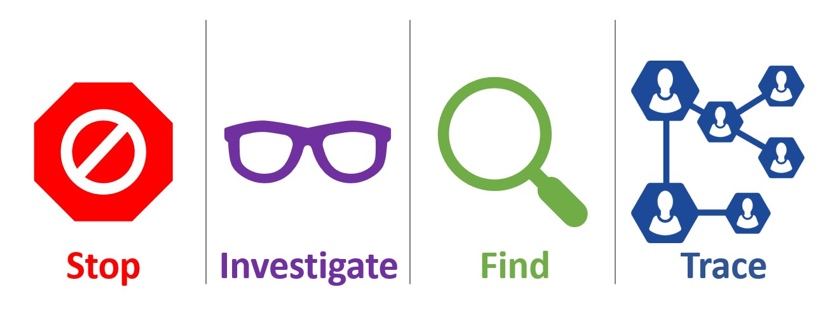 Stop
Investigate
Find
Trace